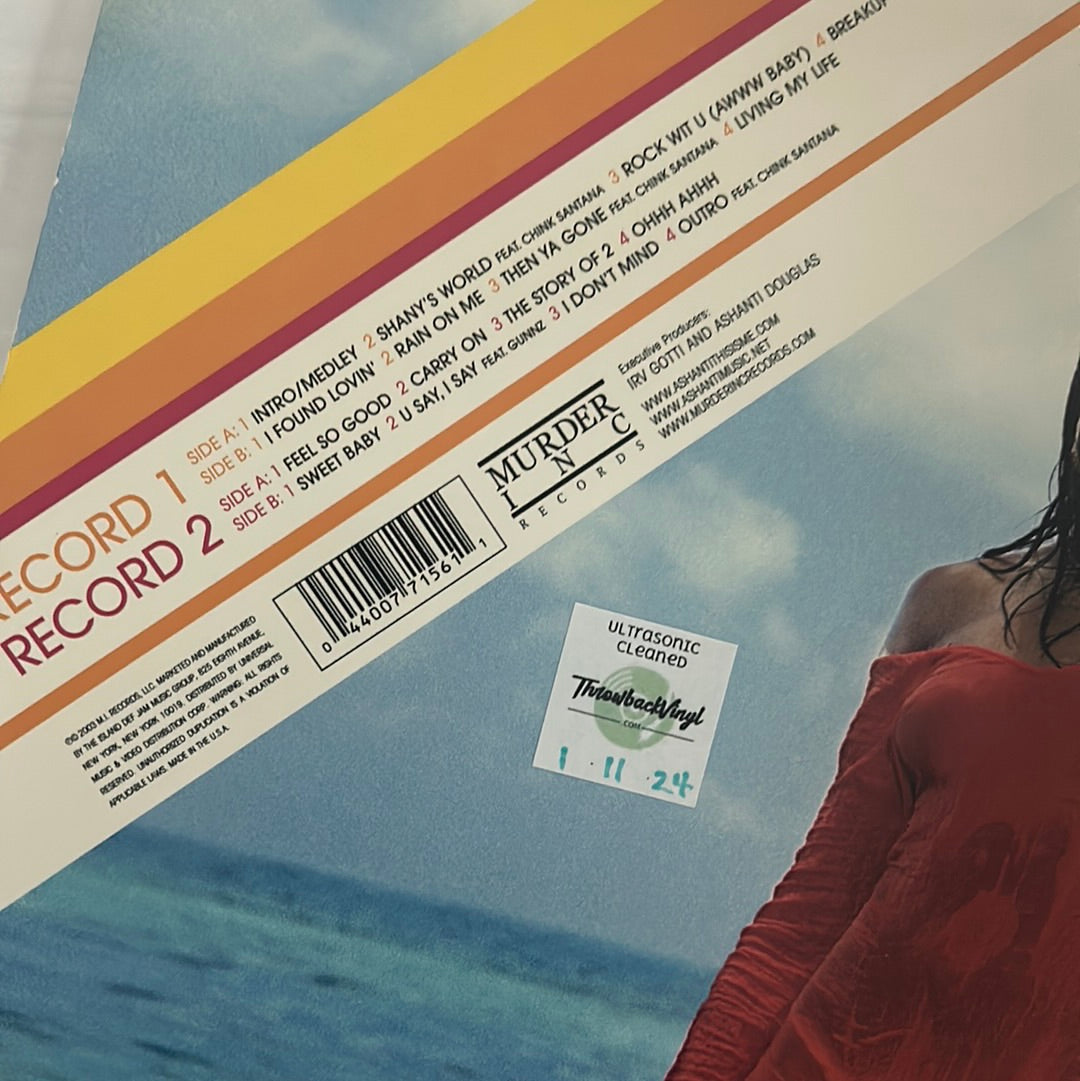 RECORD 1
SIDE A: 1 INTRO/MEDLEY 2 SHANY'S WORLD FEAT. CHINK SANTANA 3 ROCK WIT U (AWWW BABY) 4 BREAKUP
SIDE B: 1 I FOUND LOVIN' 2 RAIN ON ME 3 THEN YA GONE FEAT. CHINK SANTANA 4 LIVING MY LIFE
RECORD 2
SIDE A: 1 FEEL SO GOOD 2 CARRY ON 3 THE STORY OF 2 4 OHHH AHHH
SIDE B: 1 SWEET BABY 2 U SAY, I SAY FEAT. GUNNZ 3 I DON'T MIND 4 OUTRO FEAT. CHINK SANTANA
Executive Producers:
IRV GOTTI AND ASHANTI DOUGLAS
WWW.ASHANTITHISISME.COM
WWW.ASHANTIMUSIC.NET
WWW.MURDERINCRECORDS.COM
MURDER
I N C
RECORDS
0 44007 71561 1
©℗ 2003 M.I. RECORDS, LLC. MARKETED AND MANUFACTURED
BY THE ISLAND DEF JAM MUSIC GROUP, 825 EIGHTH AVENUE,
NEW YORK, NEW YORK 10019. DISTRIBUTED BY UNIVERSAL
MUSIC & VIDEO DISTRIBUTION CORP. WARNING: ALL RIGHTS
RESERVED. UNAUTHORIZED DUPLICATION IS A VIOLATION OF
APPLICABLE LAWS. MADE IN THE U.S.A.
ULTRASONIC
CLEANED
ThrowbackVinyl
.COM
1 · 11 · 24